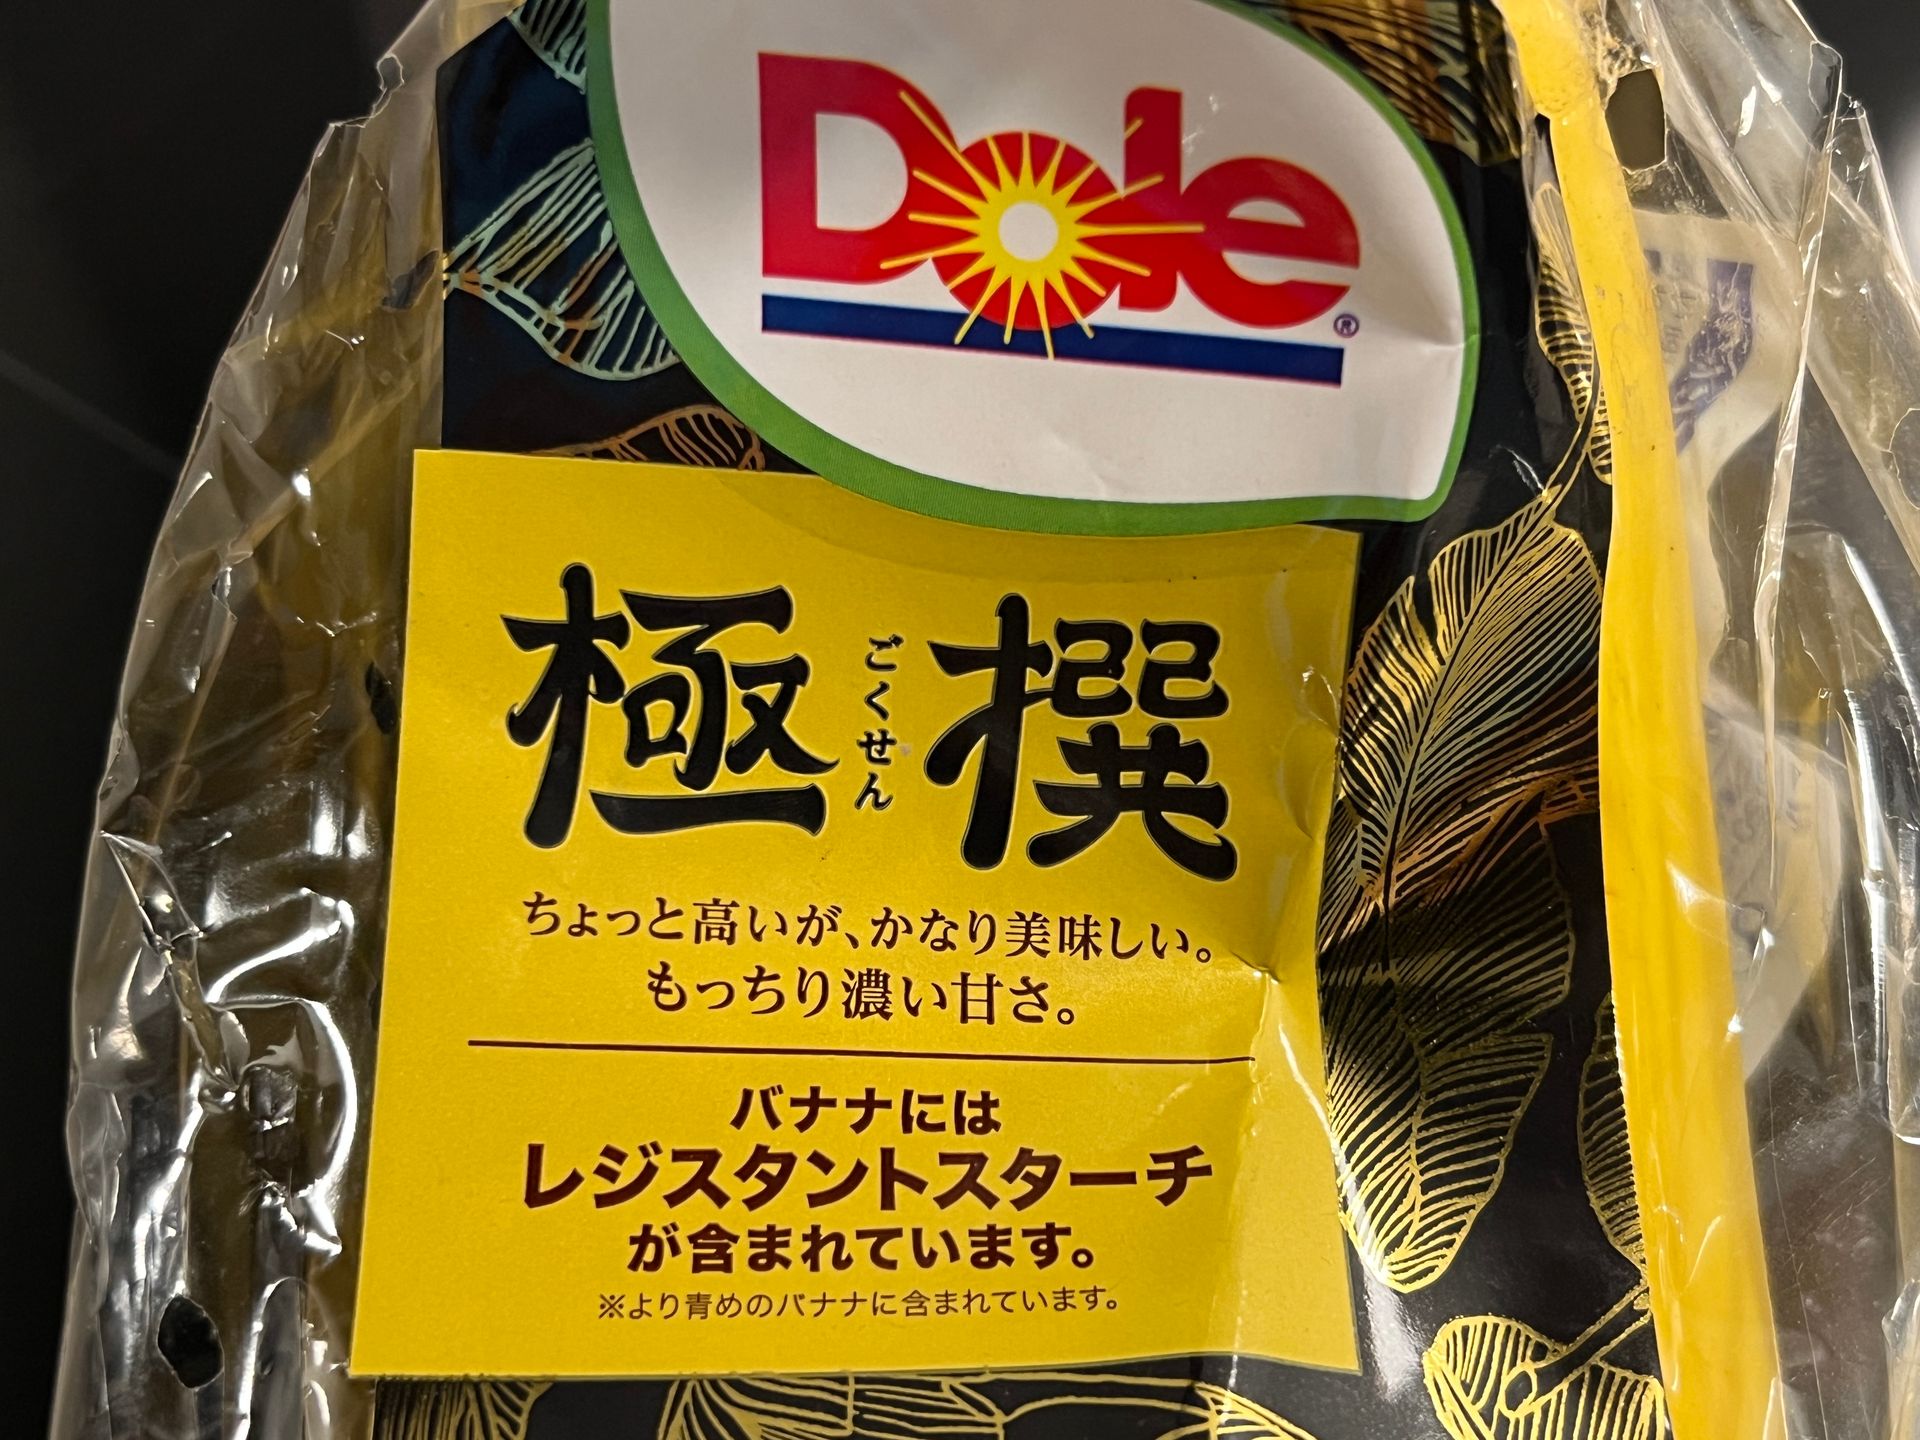 Dole®
極撰
ごくせん
ちょっと高いが、かなり美味しい。
もっちり濃い甘さ。
バナナには
レジスタントスターチ
が含まれています。
※より青めのバナナに含まれています。